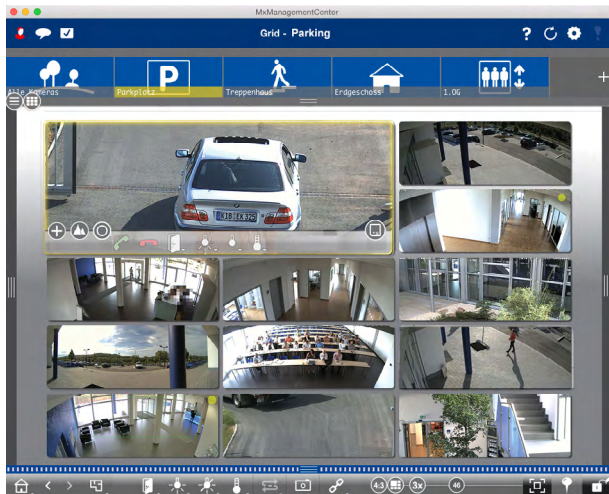 MxManagementCenter
Grid - Parking
?
P
Alle Kameras
Parkplatz
Treppenhaus
Erdgeschoss
1.OG
+
4:3
3x
46